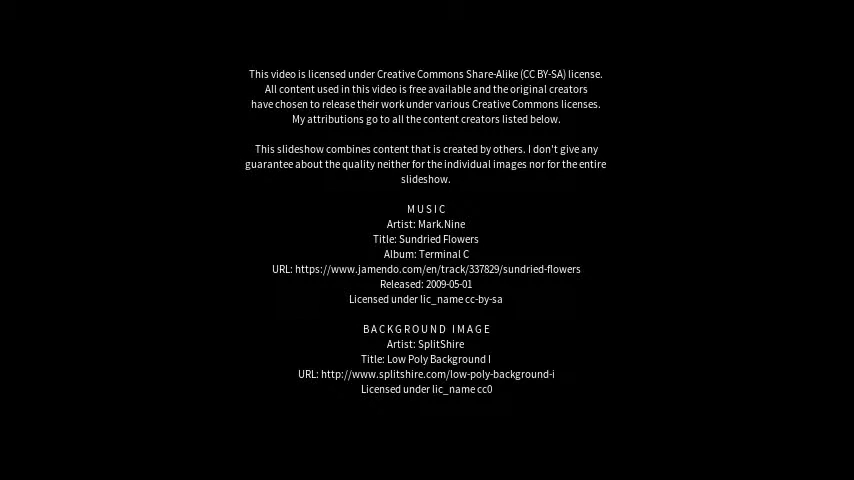 This video is licensed under Creative Commons Share-Alike (CC BY-SA) license.
All content used in this video is free available and the original creators
have chosen to release their work under various Creative Commons licenses.
My attributions go to all the content creators listed below.
This slideshow combines content that is created by others. I don't give any
guarantee about the quality neither for the individual images nor for the entire
slideshow.
MUSIC
Artist: Mark.Nine
Title: Sundried Flowers
Album: Terminal C
URL: https://www.jamendo.com/en/track/337829/sundried-flowers
Released: 2009-05-01
Licensed under lic_name cc-by-sa
BACKGROUND IMAGE
Artist: SplitShire
Title: Low Poly Background I
URL: http://www.splitshire.com/low-poly-background-i
Licensed under lic_name cc0